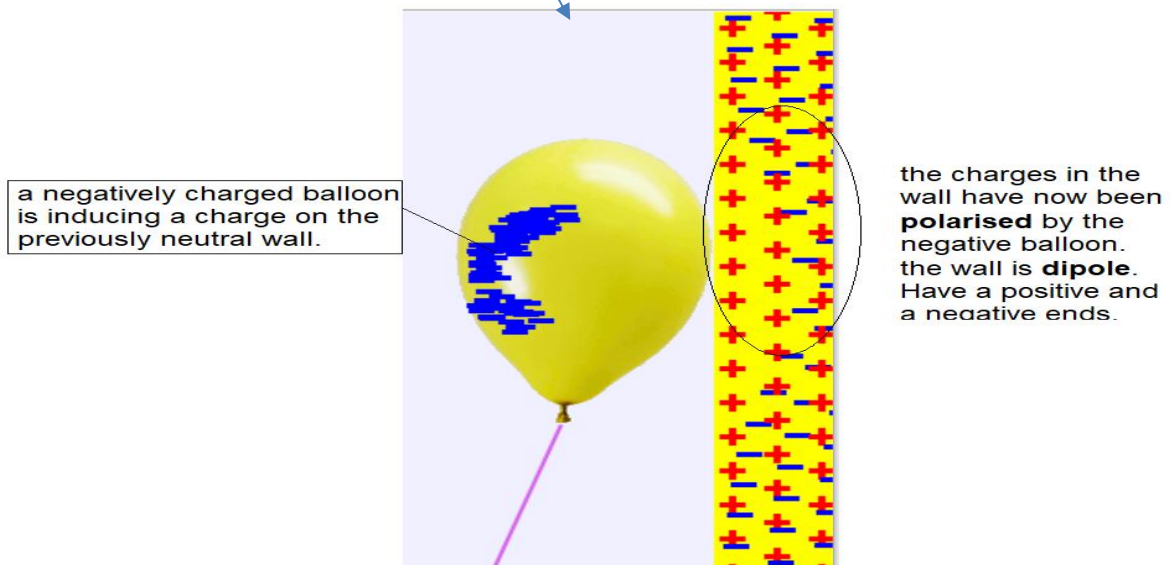 a negatively charged balloon
is inducing a charge on the
previously neutral wall.
the charges in the
wall have now been
polarised by the
negative balloon.
the wall is dipole.
Have a positive and
a negative ends.